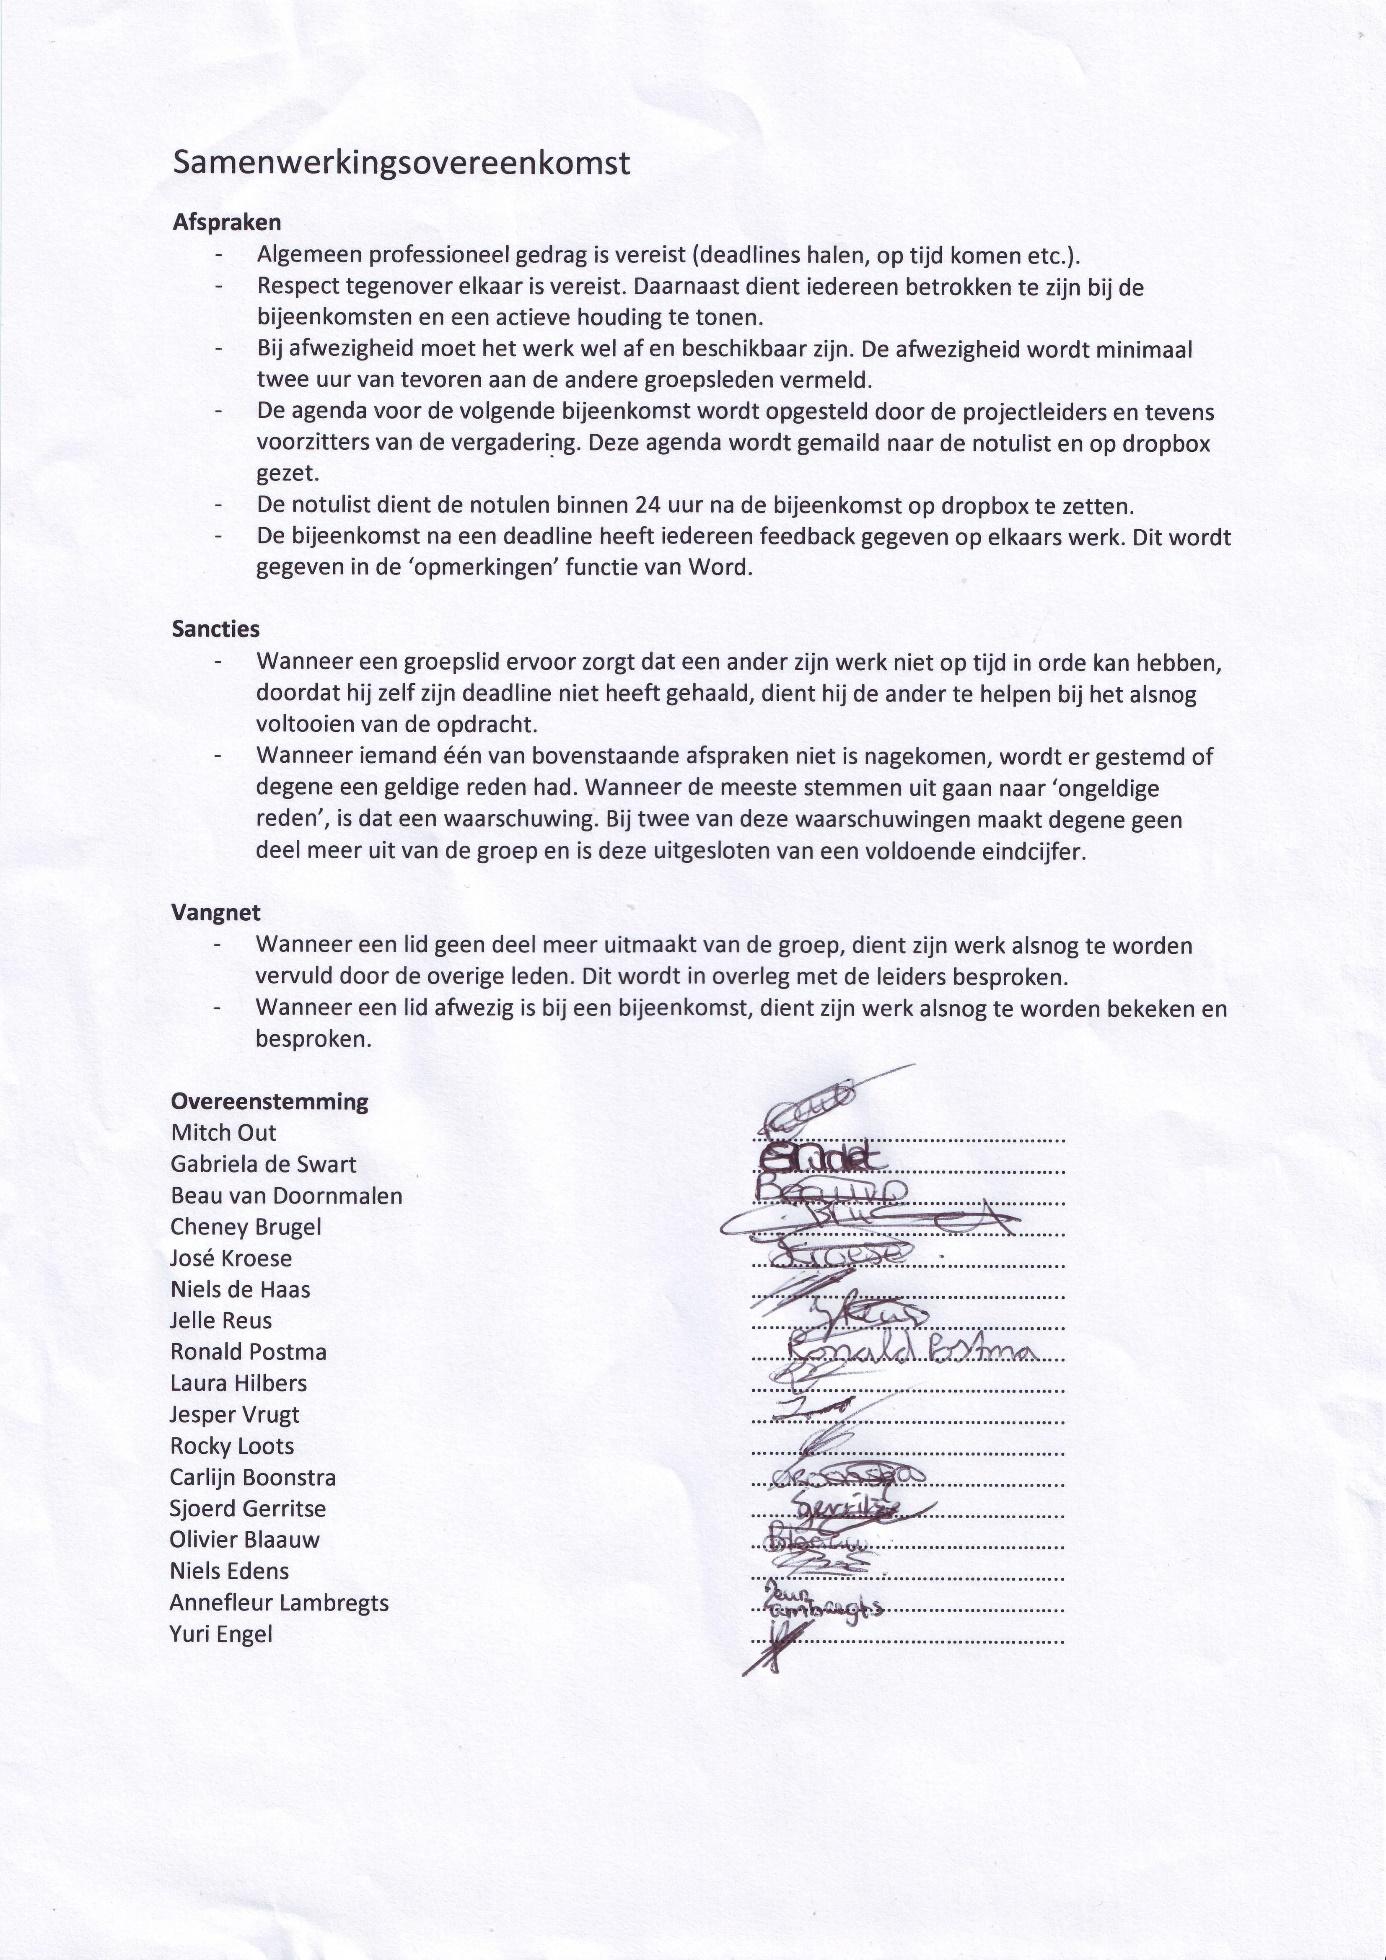 Samenwerkingsovereenkomst
Afspraken
- Algemeen professioneel gedrag is vereist (deadlines halen, op tijd komen etc.).
- Respect tegenover elkaar is vereist. Daarnaast dient iedereen betrokken te zijn bij de
bijeenkomsten en een actieve houding te tonen.
- Bij afwezigheid moet het werk wel af en beschikbaar zijn. De afwezigheid wordt minimaal
twee uur van tevoren aan de andere groepsleden vermeld.
- De agenda voor de volgende bijeenkomst wordt opgesteld door de projectleiders en tevens
voorzitters van de vergadering. Deze agenda wordt gemaild naar de notulist en op dropbox
gezet.
- De notulist dient de notulen binnen 24 uur na de bijeenkomst op dropbox te zetten.
- De bijeenkomst na een deadline heeft iedereen feedback gegeven op elkaars werk. Dit wordt
gegeven in de ‘opmerkingen’ functie van Word.
Sancties
- Wanneer een groepslid ervoor zorgt dat een ander zijn werk niet op tijd in orde kan hebben,
doordat hij zelf zijn deadline niet heeft gehaald, dient hij de ander te helpen bij het alsnog
voltooien van de opdracht.
- Wanneer iemand één van bovenstaande afspraken niet is nagekomen, wordt er gestemd of
degene een geldige reden had. Wanneer de meeste stemmen uit gaan naar ‘ongeldige
reden’, is dat een waarschuwing. Bij twee van deze waarschuwingen maakt degene geen
deel meer uit van de groep en is deze uitgesloten van een voldoende eindcijfer.
Vangnet
- Wanneer een lid geen deel meer uitmaakt van de groep, dient zijn werk alsnog te worden
vervuld door de overige leden. Dit wordt in overleg met de leiders besproken.
- Wanneer een lid afwezig is bij een bijeenkomst, dient zijn werk alsnog te worden bekeken en
besproken.
Overeenstemming
Mitch Out
Gabriela de Swart
Beau van Doornmalen
Cheney Brugel
José Kroese Kroese
Niels de Haas
Jelle Reus JReus
Ronald Postma Ronald Postma
Laura Hilbers
Jesper Vrugt
Rocky Loots
Carlijn Boonstra
Sjoerd Gerritse Gerritse
Olivier Blaauw Blaauw
Niels Edens
Annefleur Lambregts Lambregts
Yuri Engel